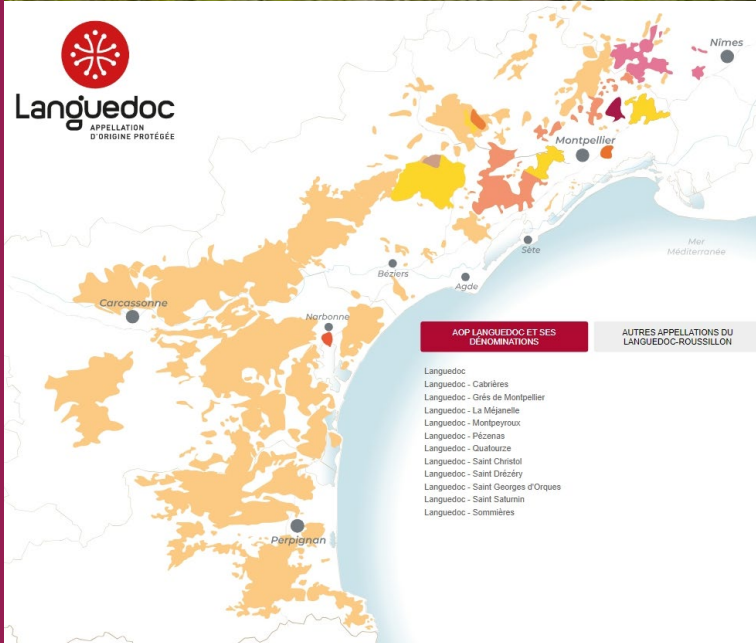 Languedoc
APPELLATION
D'ORIGINE PROTÉGÉE
Nîmes
Montpellier
Mer
Méditerranée
Sète
Béziers
Agde
Carcassonne
Narbonne
AOP LANGUEDOC ET SES
DÉNOMINATIONS
AUTRES APPELLATIONS DU
LANGUEDOC-ROUSSILLON
Languedoc
Languedoc - Cabrières
Languedoc - Grés de Montpellier
Languedoc - La Méjanelle
Languedoc - Montpeyroux
Languedoc - Pézenas
Languedoc - Quatourze
Languedoc - Saint Christol
Languedoc - Saint Drézéry
Languedoc - Saint Georges d'Orques
Languedoc - Saint Saturnin
Languedoc - Sommières
Perpignan